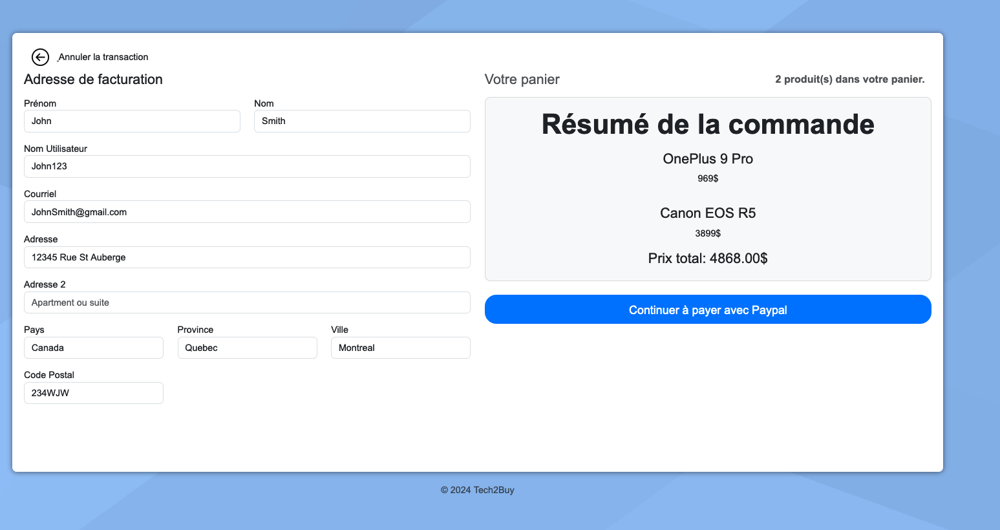 Annuler la transaction
Adresse de facturation
Prénom
Nom
John
Smith
Nom Utilisateur
John123
Courriel
JohnSmith@gmail.com
Adresse
12345 Rue St Auberge
Adresse 2
Apartment ou suite
Pays
Province
Ville
Canada
Quebec
Montreal
Code Postal
234WJW
Votre panier
2 produit(s) dans votre panier.
Résumé de la commande
OnePlus 9 Pro
969$
Canon EOS R5
3899$
Prix total: 4868.00$
Continuer à payer avec Paypal
© 2024 Tech2Buy